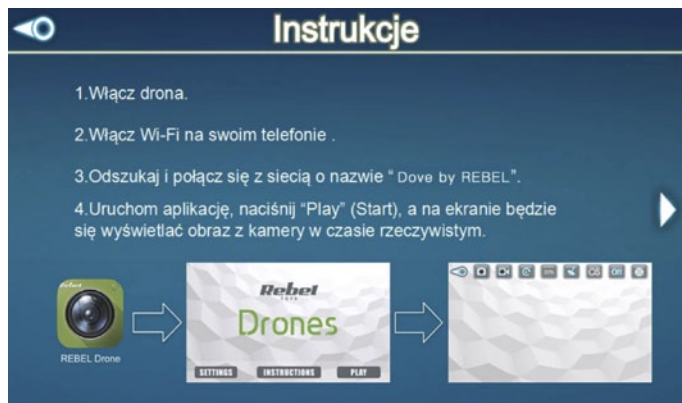 Instrukcje
1.Włącz drona.
2.Włącz Wi-Fi na swoim telefonie .
3.Odszukaj i połącz się z siecią o nazwie “ Dove by REBEL”.
4.Uruchom aplikację, naciśnij “Play” (Start), a na ekranie będzie
się wyświetlać obraz z kamery w czasie rzeczywistym.
Rebel
TOYS
Drones
REBEL Drone
SETTINGS INSTRUCTIONS PLAY